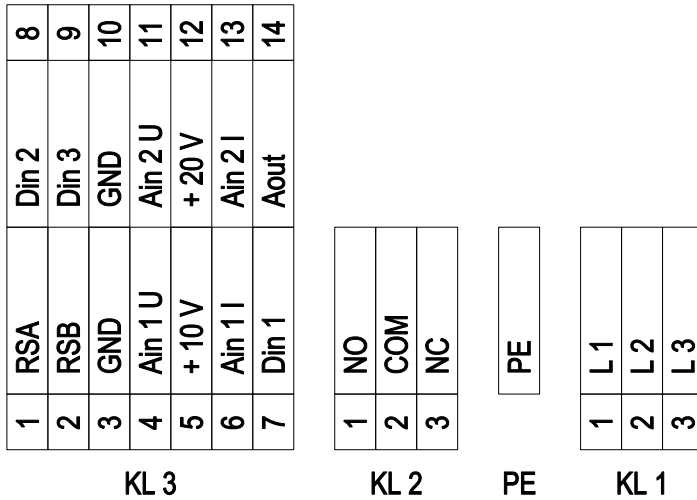 8 9 10 11 12 13 14
Din 2
Din 3
GND
Ain 2 U
+ 20 V
Ain 2 I
Aout
RSA
RSB
GND
Ain 1 U
+ 10 V
Ain 1 I
Din 1
1 2 3 4 5 6 7
KL 3
NO
COM
NC
1 2 3
KL 2
PE
PE
L 1
L 2
L 3
1 2 3
KL 1